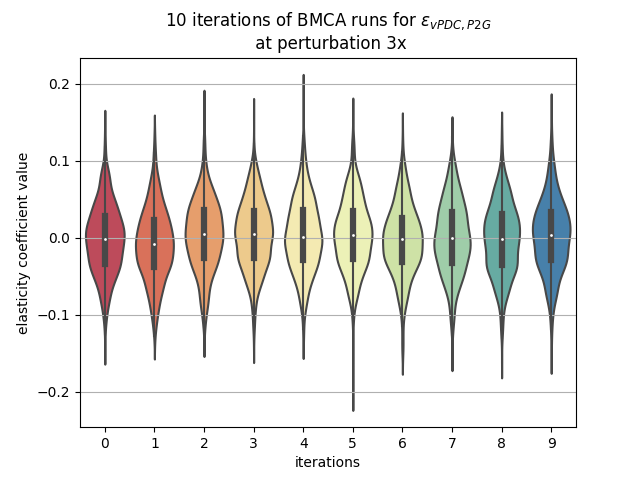 10 iterations of BMCA runs for ε_{vPDC, P2G}
at perturbation 3x
elasticity coefficient value
0.2
0.1
0.0
−0.1
−0.2
0 1 2 3 4 5 6 7 8 9
iterations